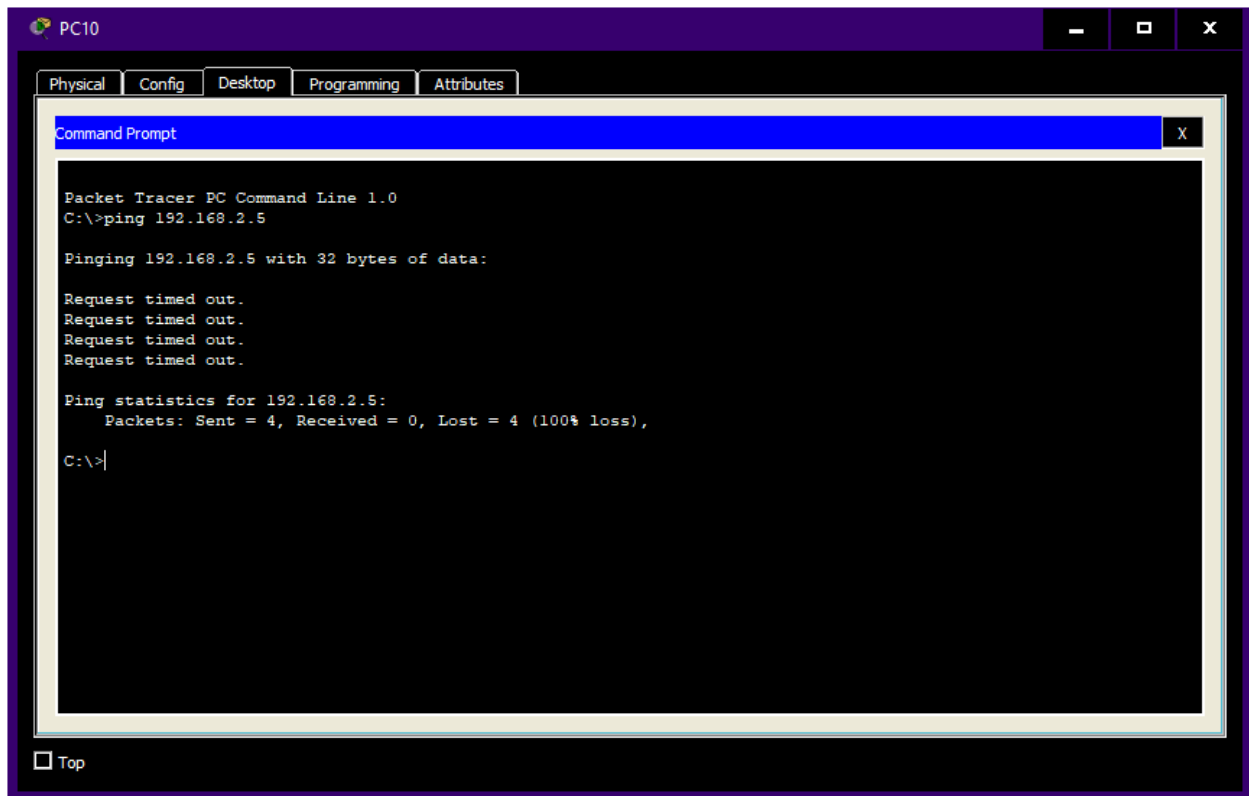 PC10
Physical Config Desktop Programming Attributes
Command Prompt X
Packet Tracer PC Command Line 1.0
C:\>ping 192.168.2.5
Pinging 192.168.2.5 with 32 bytes of data:
Request timed out.
Request timed out.
Request timed out.
Request timed out.
Ping statistics for 192.168.2.5:
Packets: Sent = 4, Received = 0, Lost = 4 (100% loss),
C:\>
Top